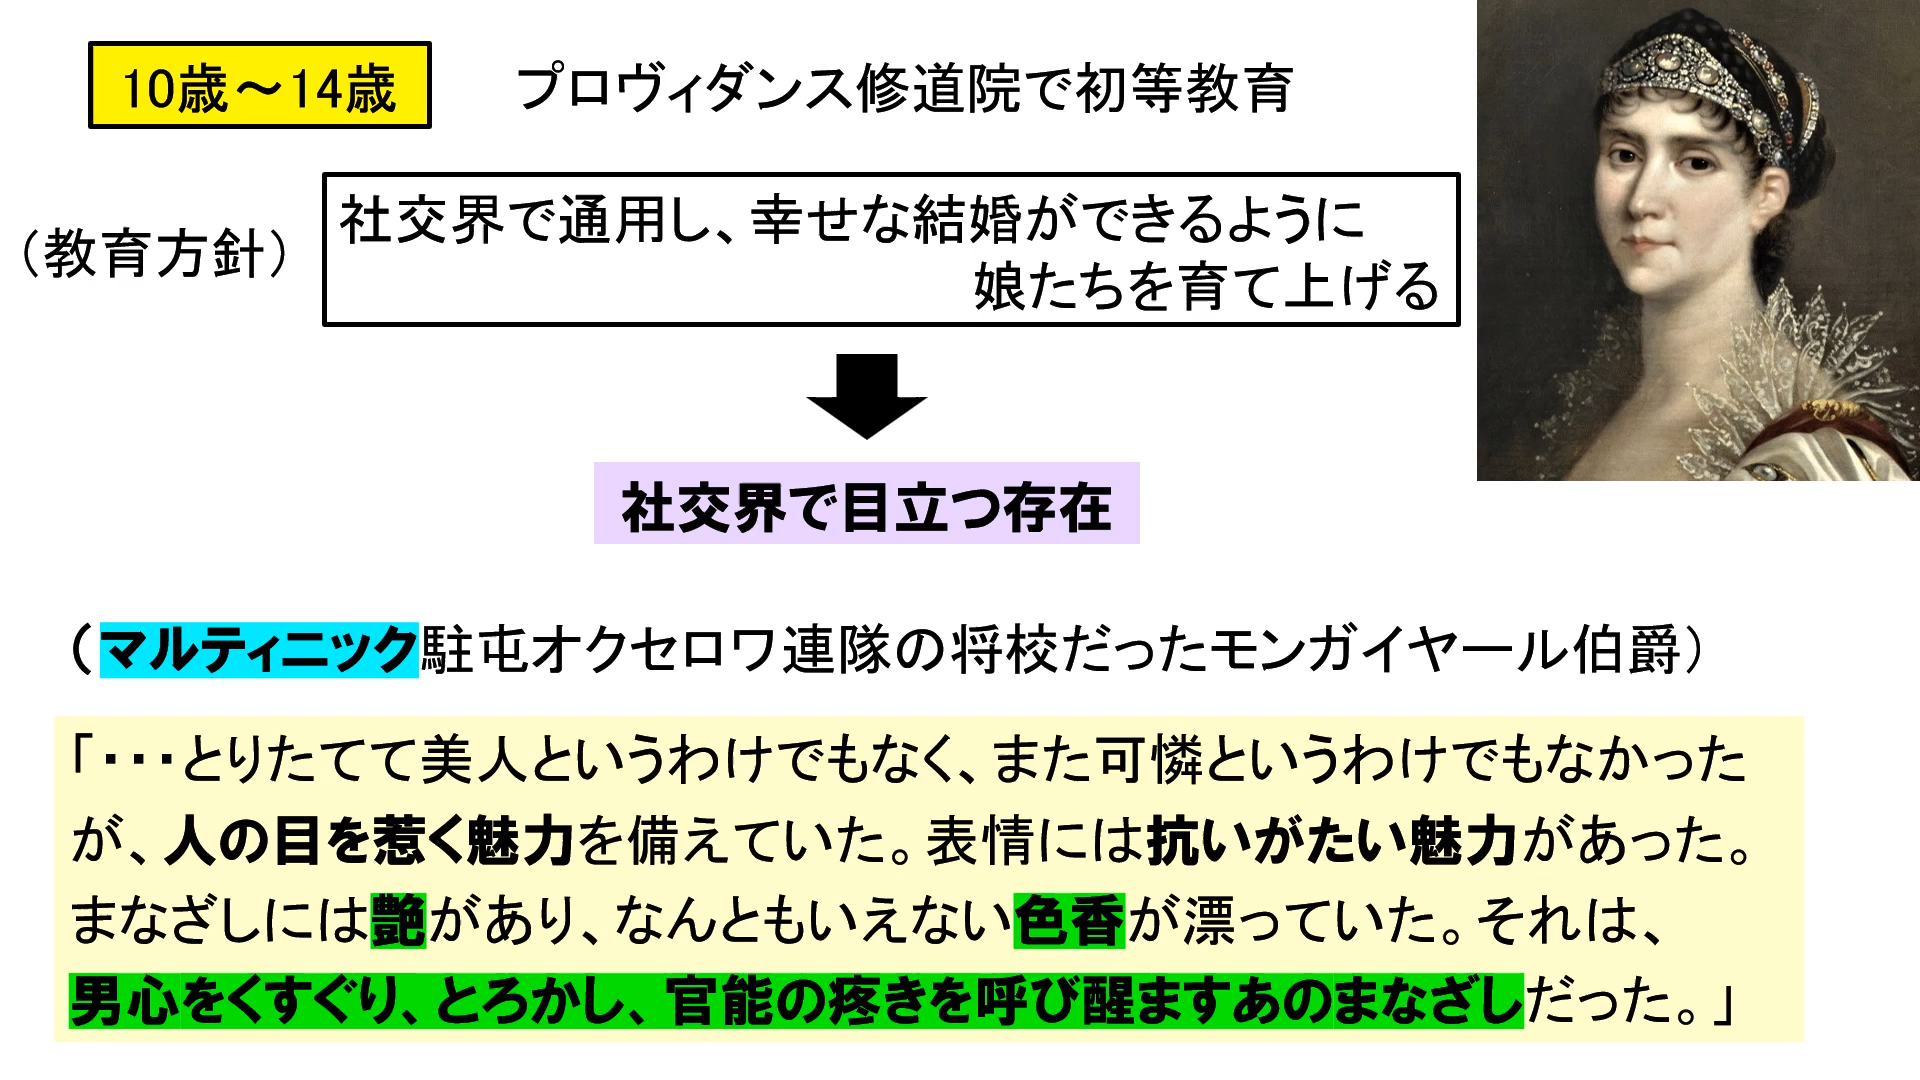 10歳～14歳 プロヴィダンス修道院で初等教育
（教育方針）
社交界で通用し、幸せな結婚ができるように
娘たちを育て上げる
社交界で目立つ存在
（マルティニック駐屯オクセロワ連隊の将校だったモンガイヤール伯爵）
「・・・とりたてて美人というわけでもなく、また可憐というわけでもなかった
が、人の目を惹く魅力を備えていた。表情には抗いがたい魅力があった。
まなざしには艶があり、なんともいえない色香が漂っていた。それは、
男心をくすぐり、とろかし、官能の疼きを呼び醒ますあのまなざしだった。」